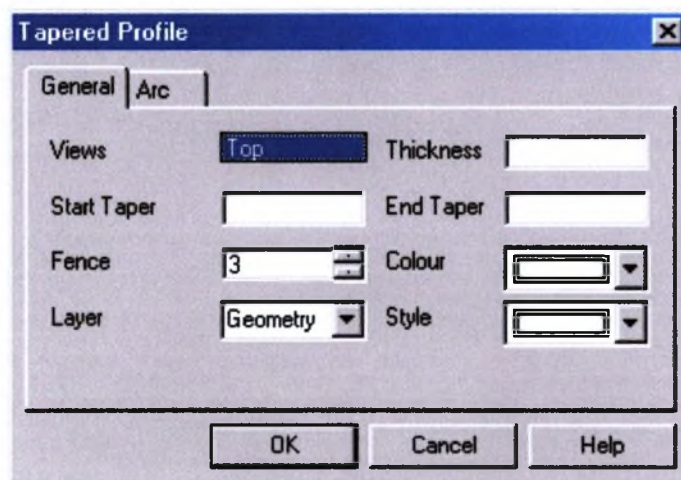 Tapered Profile
General Arc
Views Top Thickness
Start Taper End Taper
Fence 3 Colour
Layer Geometry Style
OK Cancel Help